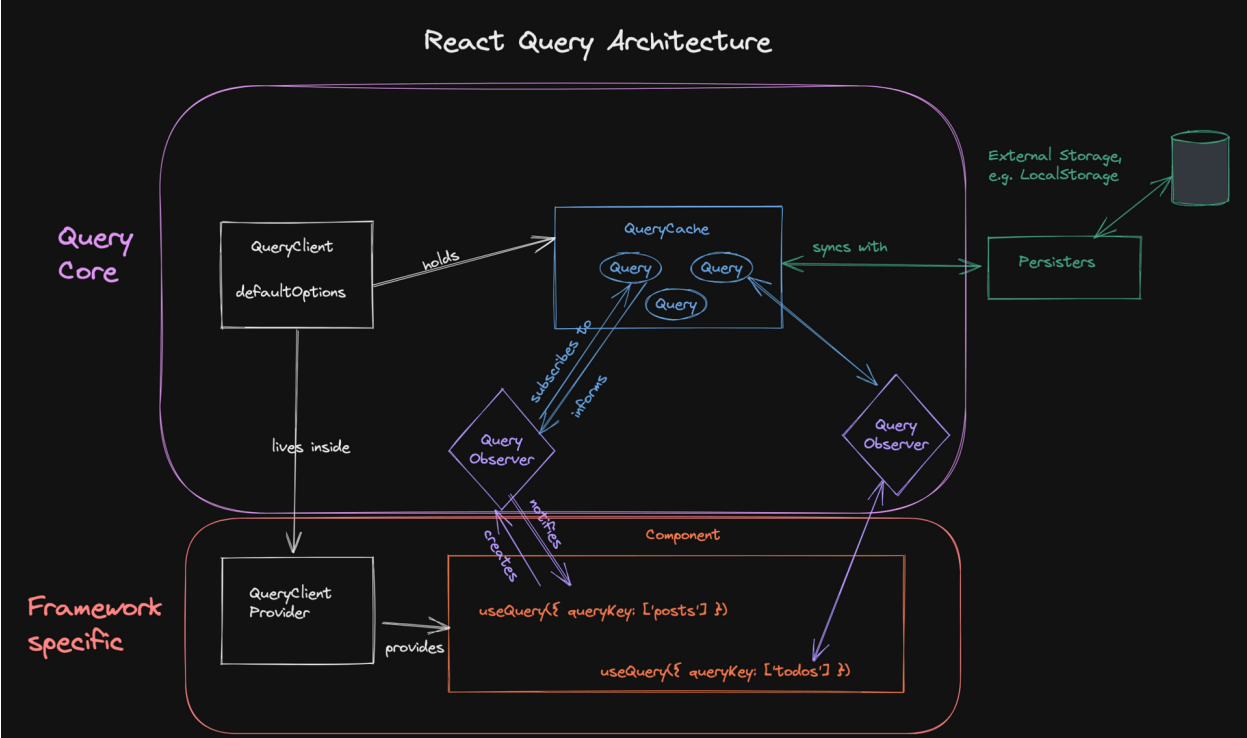 React Query Architecture
External Storage,
e.g. LocalStorage
Query
Core
QueryClient
defaultOptions
holds
QueryCache
Query
Query
Query
syncs with
Persisters
subscribes to
informs
lives inside
Query
Observer
Query
Observer
notifies
creates
Component
Framework
specific
QueryClient
Provider
provides
useQuery({ queryKey: ['posts'] })
useQuery({ queryKey: ['todos'] })